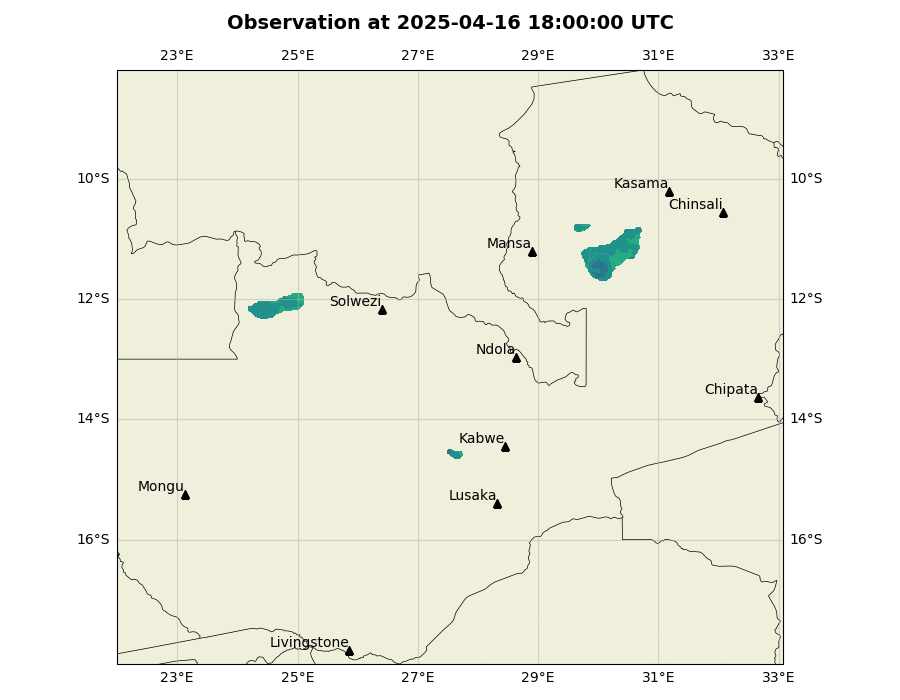 Observation at 2025-04-16 18:00:00 UTC
23°E 25°E 27°E 29°E 31°E 33°E
10°S 10°S
Kasama
Chinsali
Mansa
12°S 12°S
Solwezi
Ndola
Chipata
14°S 14°S
Kabwe
Mongu
Lusaka
16°S 16°S
Livingstone
23°E 25°E 27°E 29°E 31°E 33°E